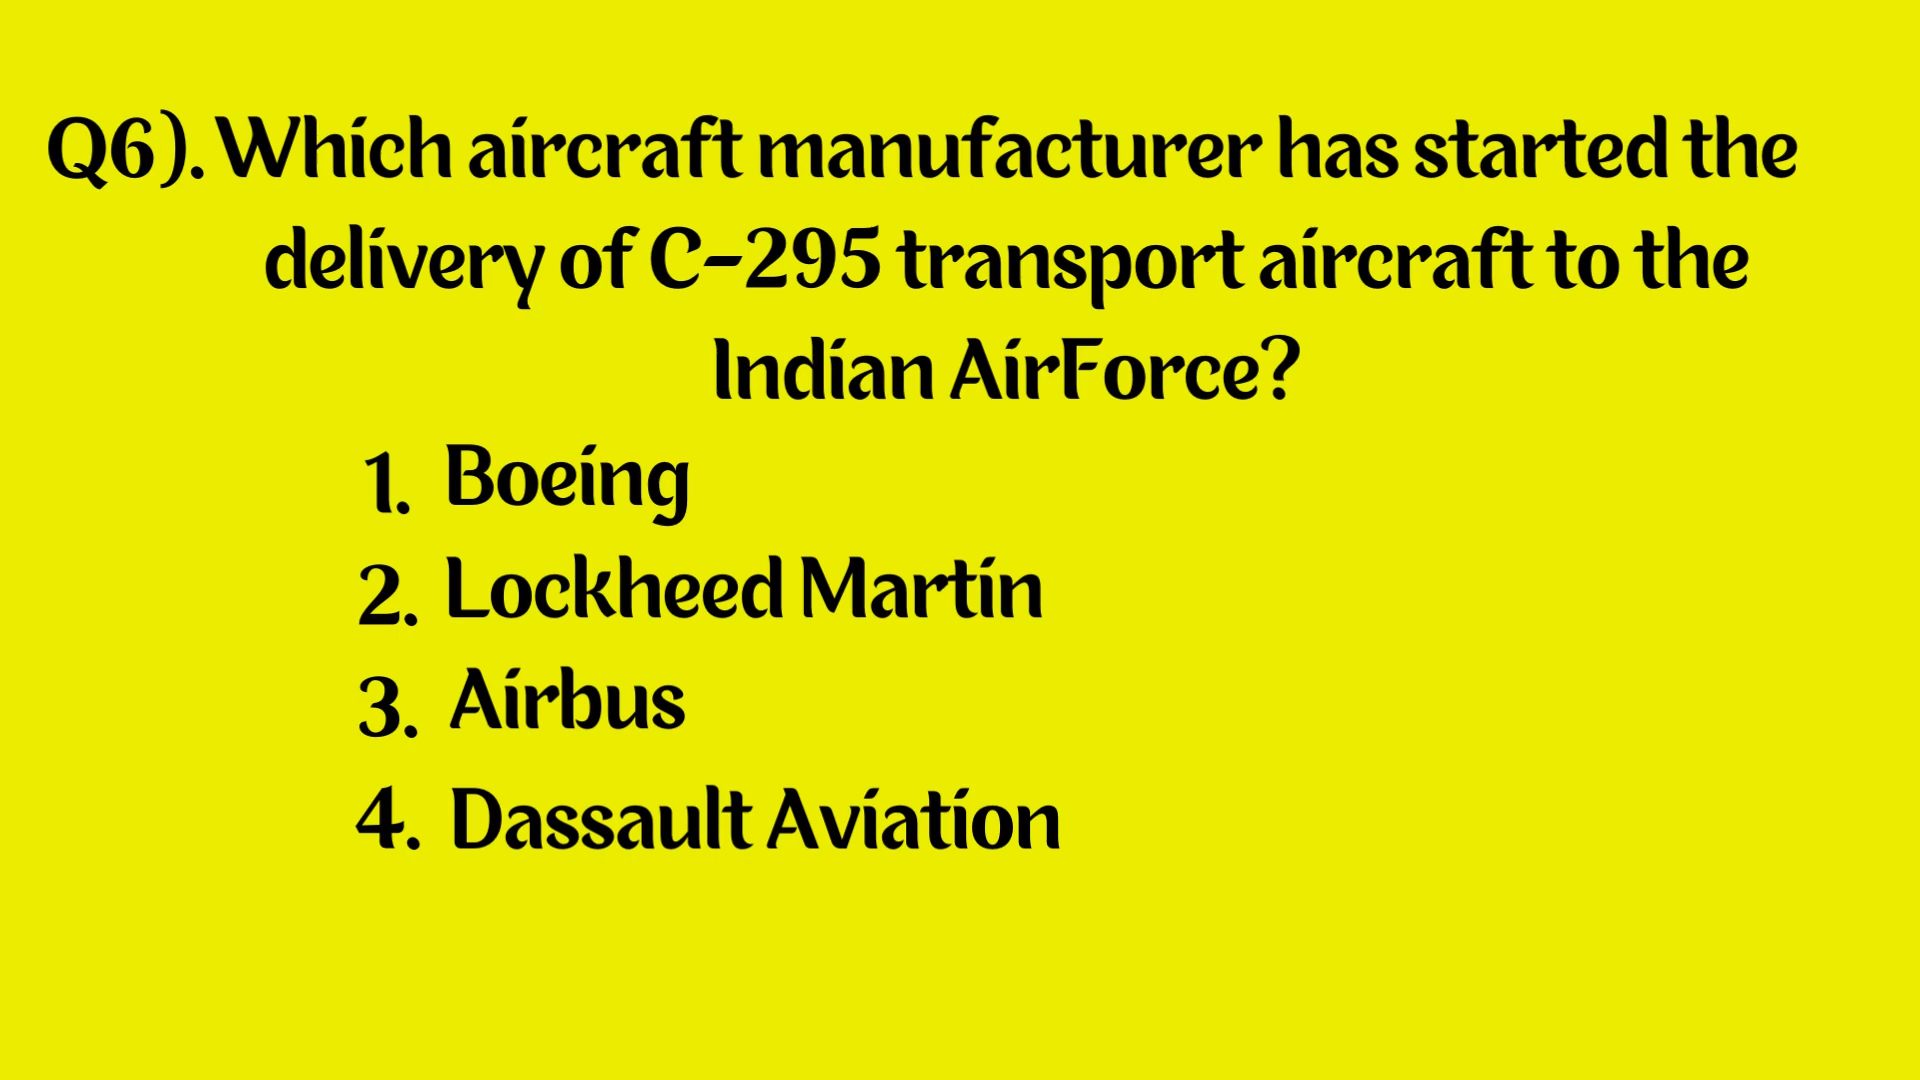 Q6). Which aircraft manufacturer has started the
delivery of C-295 transport aircraft to the
Indian AirForce?
1. Boeing
2. Lockheed Martin
3. Airbus
4. Dassault Aviation